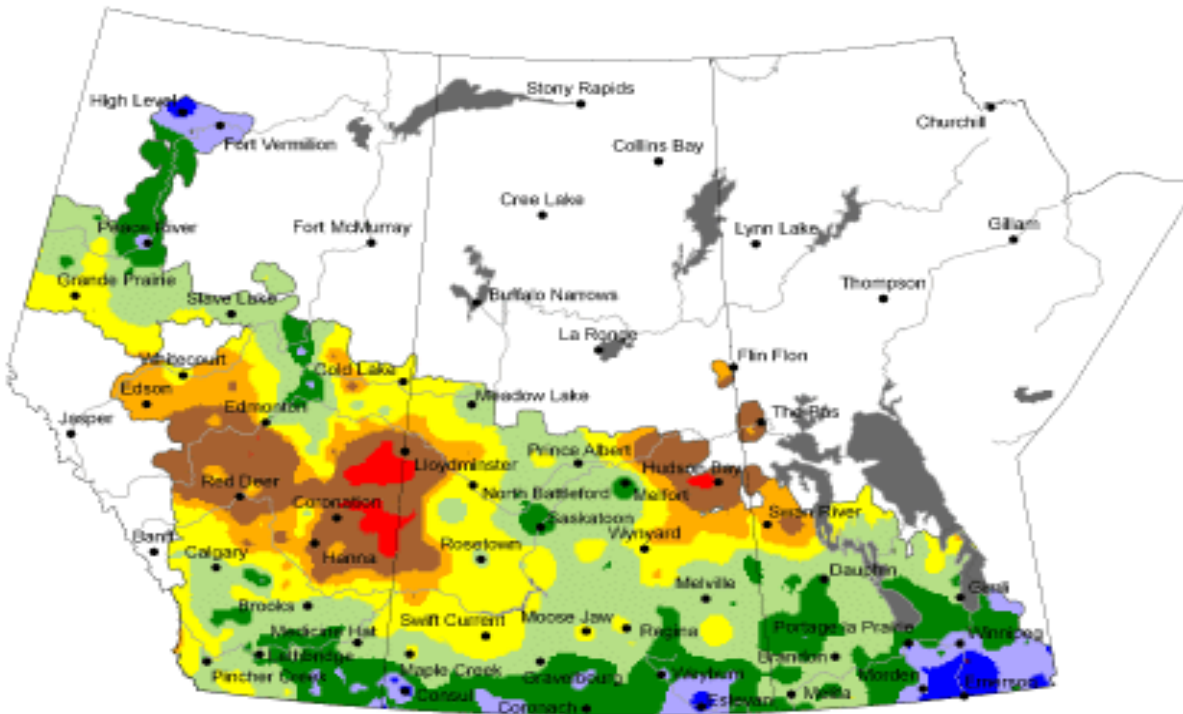 Stony Rapids
High Level
Churchill
Fort Vermilion
Collins Bay
Cree Lake
Peace River
Fort McMurray
Lynn Lake
Gillam
Grande Prairie
Slave Lake
Buffalo Narrows
Thompson
La Ronge
Whitecourt
Cold Lake
Flin Flon
Edson
Meadow Lake
Jasper
Edmonton
The Pas
Lloydminster
Prince Albert
Hudson Bay
Red Deer
North Battleford
Melfort
Coronation
Saskatoon
Swan River
Banff
Calgary
Hanna
Rosetown
Wynyard
Melville
Dauphin
Gimli
Brooks
Swift Current
Moose Jaw
Regina
Medicine Hat
Portage la Prairie
Winnipeg
Lethbridge
Maple Creek
Brandon
Pincher Creek
Gravelbourg
Weyburn
Morden
Consul
Melita
Emerson
Coronach
Estevan